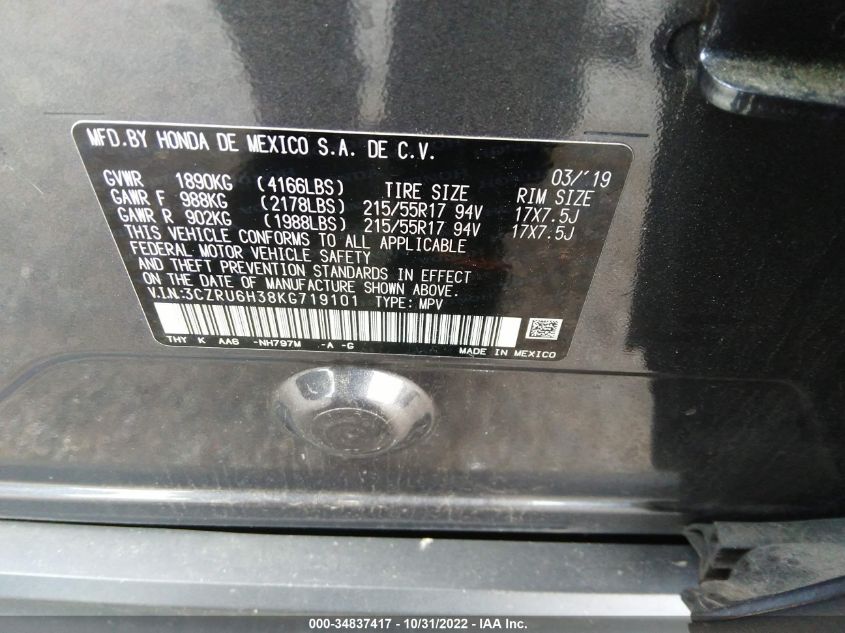 MFD.BY HONDA DE MEXICO S.A. DE C.V.
03/'19
GVWR 1890KG (4166LBS) TIRE SIZE RIM SIZE
GAWR F 988KG (2178LBS) 215/55R17 94V 17X7.5J
GAWR R 902KG (1988LBS) 215/55R17 94V 17X7.5J
THIS VEHICLE CONFORMS TO ALL APPLICABLE
FEDERAL MOTOR VEHICLE SAFETY
AND THEFT PREVENTION STANDARDS IN EFFECT
ON THE DATE OF MANUFACTURE SHOWN ABOVE.
V.I.N:3CZRU6H38KG719101 TYPE: MPV
THY K AA6 -NH797M -A -G MADE IN MEXICO
000-34837417 - 10/31/2022 - IAA Inc.